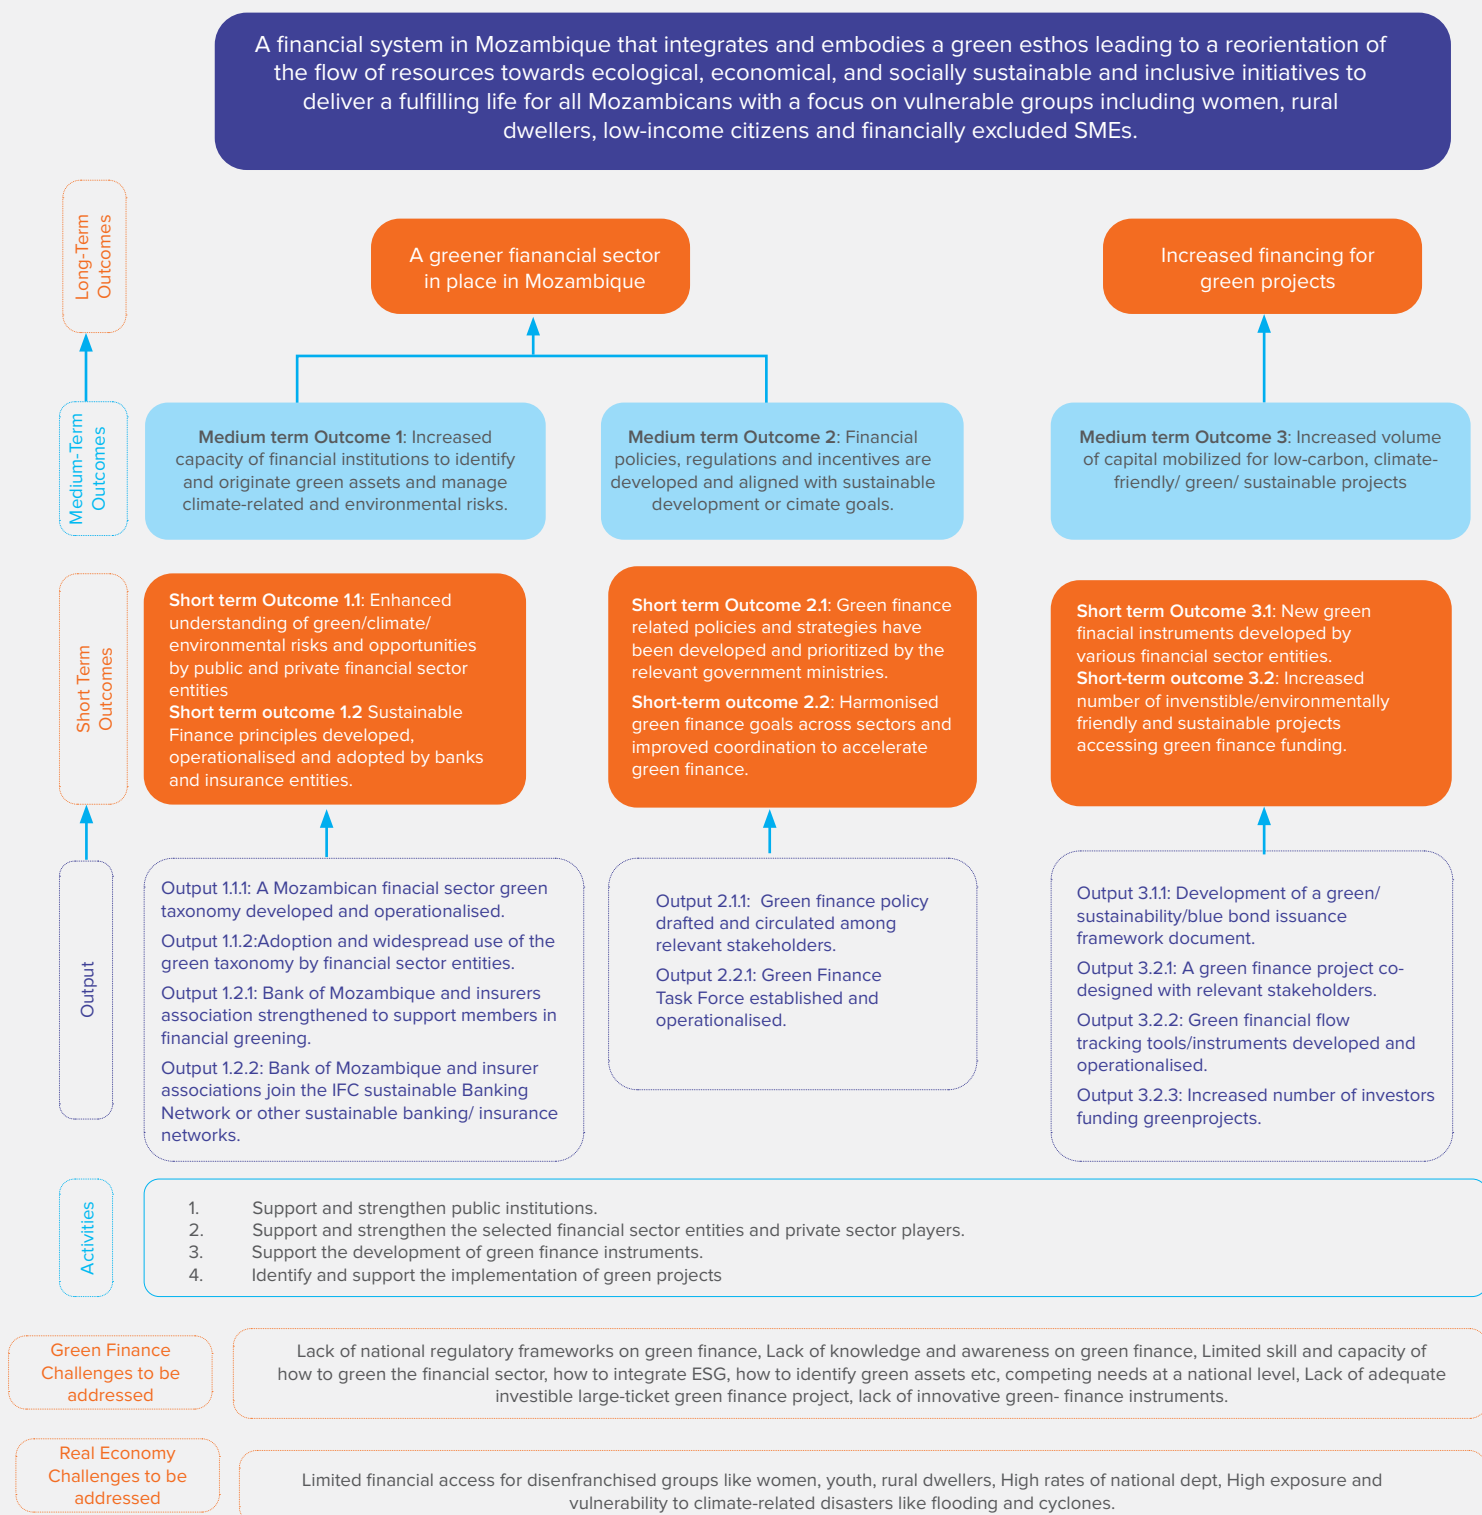 A financial system in Mozambique that integrates and embodies a green esthos leading to a reorientation of
the flow of resources towards ecological, economical, and socially sustainable and inclusive initiatives to
deliver a fulfilling life for all Mozambicans with a focus on vulnerable groups including women, rural
dwellers, low-income citizens and financially excluded SMEs.
Long-Term
Outcomes
A greener fianancial sector
in place in Mozambique
Increased financing for
green projects
Medium-Term
Outcomes
Medium term Outcome 1: Increased
capacity of financial institutions to identify
and originate green assets and manage
climate-related and environmental risks.
Medium term Outcome 2: Financial
policies, regulations and incentives are
developed and aligned with sustainable
development or cimate goals.
Medium term Outcome 3: Increased volume
of capital mobilized for low-carbon, climate-
friendly/ green/ sustainable projects
Short Term
Outcomes
Short term Outcome 1.1: Enhanced
understanding of green/climate/
environmental risks and opportunities
by public and private financial sector
entities
Short term outcome 1.2 Sustainable
Finance principles developed,
operationalised and adopted by banks
and insurance entities.
Short term Outcome 2.1: Green finance
related policies and strategies have
been developed and prioritized by the
relevant government ministries.
Short-term outcome 2.2: Harmonised
green finance goals across sectors and
improved coordination to accelerate
green finance.
Short term Outcome 3.1: New green
finacial instruments developed by
various financial sector entities.
Short-term outcome 3.2: Increased
number of invenstible/environmentally
friendly and sustainable projects
accessing green finance funding.
Output
Output 1.1.1: A Mozambican finacial sector green
taxonomy developed and operationalised.
Output 1.1.2:Adoption and widespread use of the
green taxonomy by financial sector entities.
Output 1.2.1: Bank of Mozambique and insurers
association strengthened to support members in
financial greening.
Output 1.2.2: Bank of Mozambique and insurer
associations join the IFC sustainable Banking
Network or other sustainable banking/ insurance
networks.
Output 2.1.1:  Green finance policy
drafted and circulated among
relevant stakeholders.
Output 2.2.1: Green Finance
Task Force established and
operationalised.
Output 3.1.1: Development of a green/
sustainability/blue bond issuance
framework document.
Output 3.2.1: A green finance project co-
designed with relevant stakeholders.
Output 3.2.2: Green financial flow
tracking tools/instruments developed and
operationalised.
Output 3.2.3: Increased number of investors
funding greenprojects.
Activities
1. Support and strengthen public institutions.
2. Support and strengthen the selected financial sector entities and private sector players.
3. Support the development of green finance instruments.
4. Identify and support the implementation of green projects
Green Finance
Challenges to be
addressed
Lack of national regulatory frameworks on green finance, Lack of knowledge and awareness on green finance, Limited skill and capacity of
how to green the financial sector, how to integrate ESG, how to identify green assets etc, competing needs at a national level, Lack of adequate
investible large-ticket green finance project, lack of innovative green- finance instruments.
Real Economy
Challenges to be
addressed
Limited financial access for disenfranchised groups like women, youth, rural dwellers, High rates of national dept, High exposure and
vulnerability to climate-related disasters like flooding and cyclones.